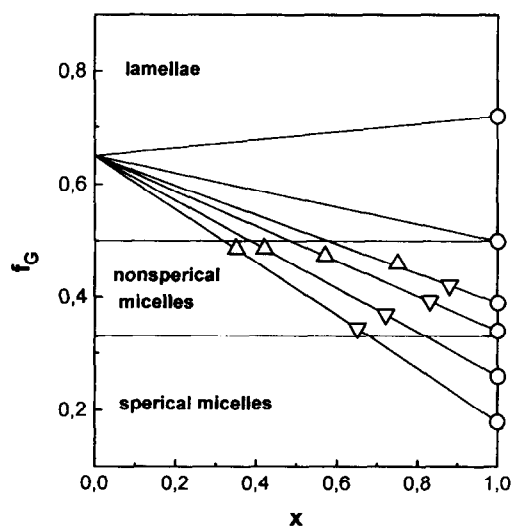 0,8
0,6
0,4
0,2
f_G
lamellae
nonsperical
micelles
sperical micelles
0,0 0,2 0,4 0,6 0,8 1,0
x